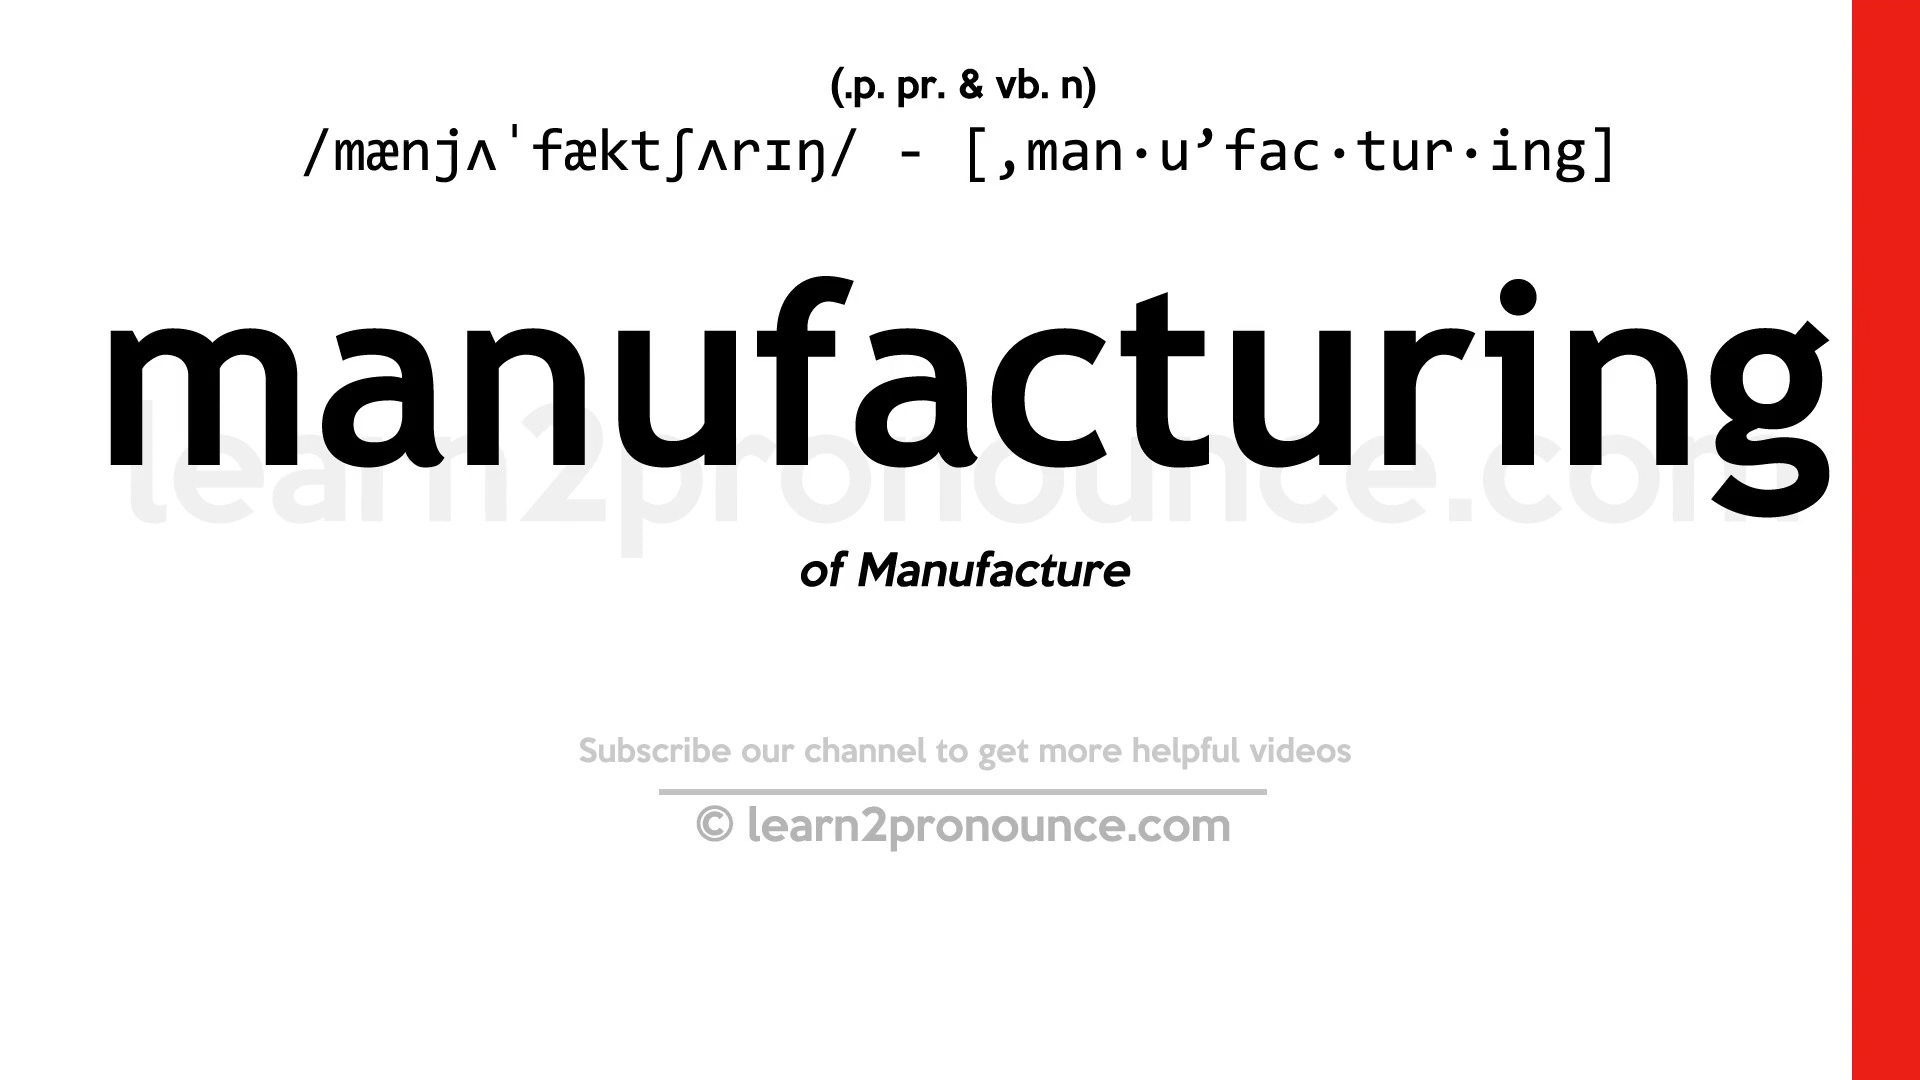 (.p. pr. & vb. n)
/mænjʌˈfæktʃʌrɪŋ/ - [,man·u’fac·tur·ing]
manufacturing
learn2pronounce.com
of Manufacture
Subscribe our channel to get more helpful videos
© learn2pronounce.com